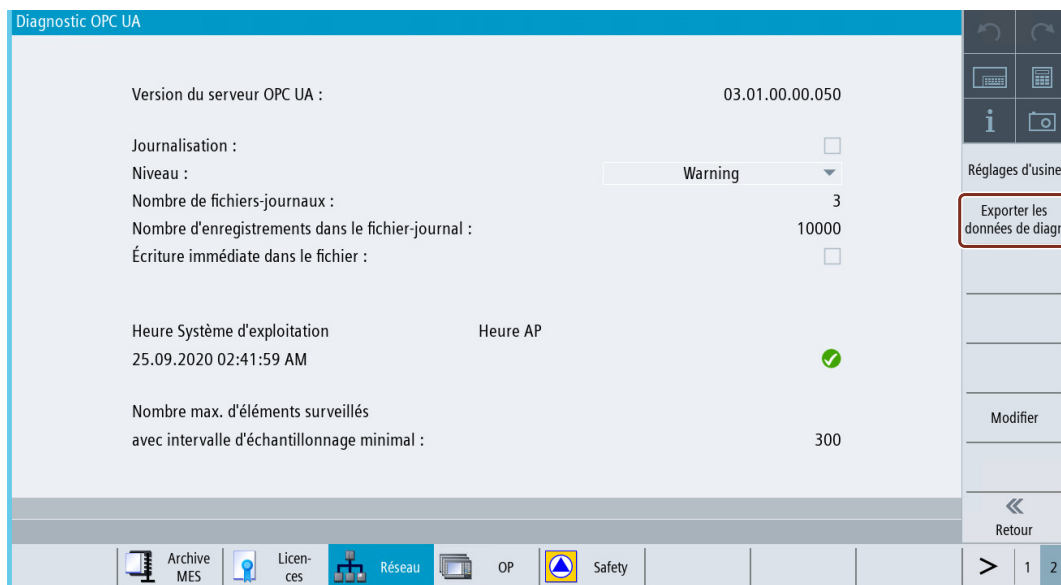 Diagnostic OPC UA
Version du serveur OPC UA : 03.01.00.00.050
Journalisation :
Niveau : Warning
Nombre de fichiers-journaux : 3
Nombre d'enregistrements dans le fichier-journal : 10000
Écriture immédiate dans le fichier :
Heure Système d'exploitation Heure AP
25.09.2020 02:41:59 AM
Nombre max. d'éléments surveillés
avec intervalle d'échantillonnage minimal : 300
i
Réglages d'usine
Exporter les
données de diagr
Modifier
Retour
Archive
MES
Licen-
ces
Réseau
OP
Safety
> 1 2